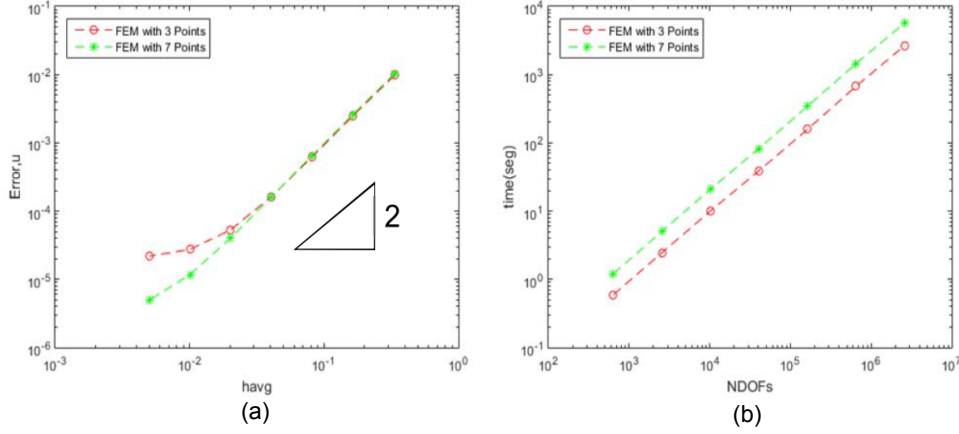 FEM with 3 Points
FEM with 7 Points
10^-1
10^-2
10^-3
10^-4
10^-5
10^-6
Error,u
2
10^-3
10^-2
10^-1
10^0
havg
(a)
FEM with 3 Points
FEM with 7 Points
10^4
10^3
10^2
10^1
10^0
10^-1
time(seg)
10^2
10^3
10^4
10^5
10^6
10^7
NDOFs
(b)